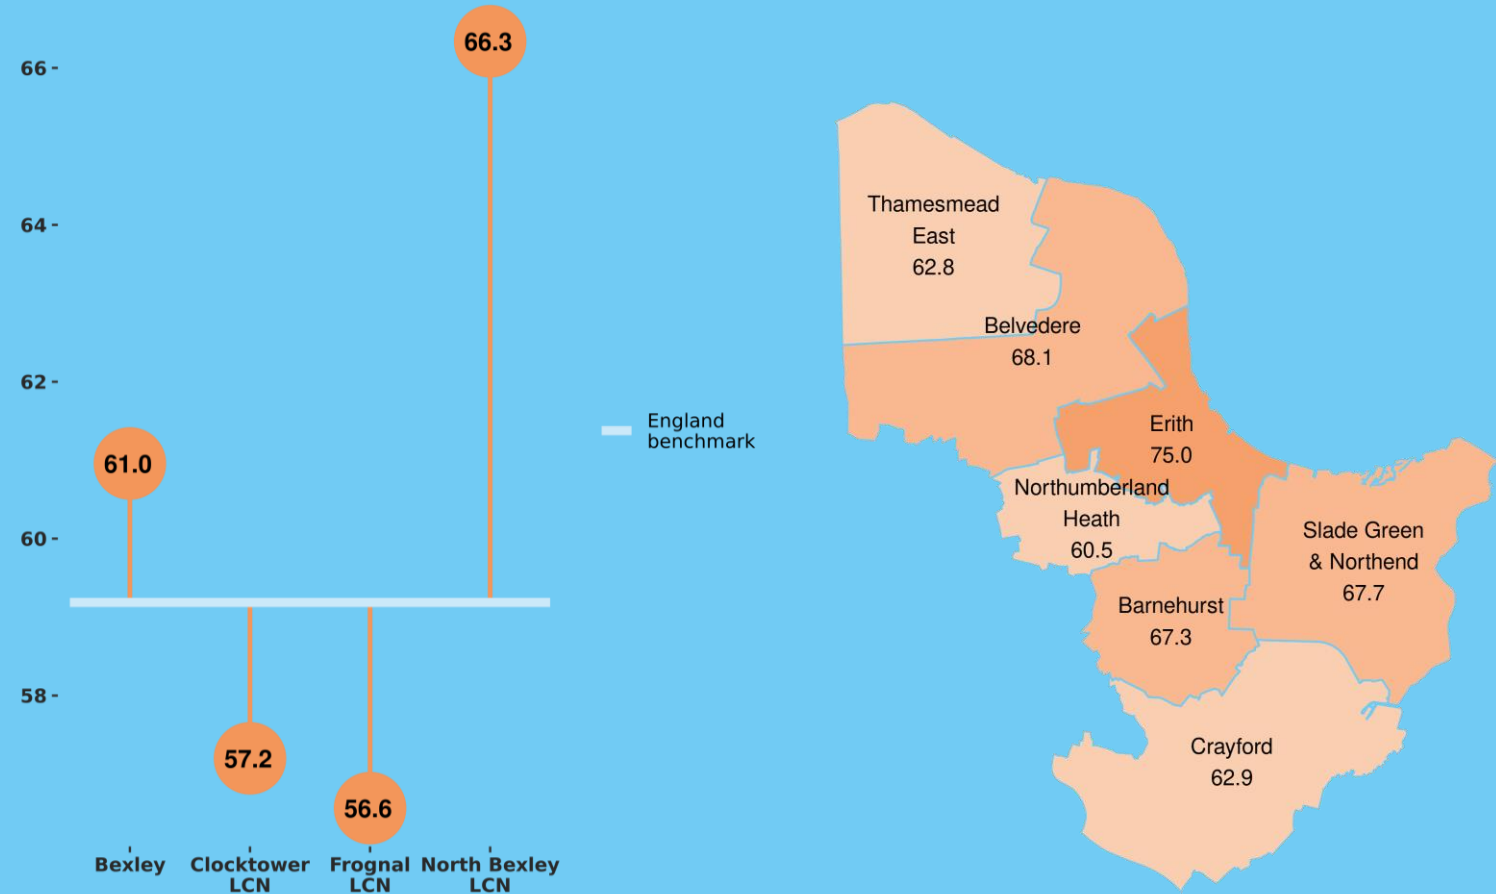 66
64
62
60
58
66.3
61.0
57.2
56.6
Bexley
Clocktower
LCN
Frognal
LCN
North Bexley
LCN
England
benchmark
Thamesmead
East
62.8
Belvedere
68.1
Erith
75.0
Northumberland
Heath
60.5
Slade Green
& Northend
67.7
Barnehurst
67.3
Crayford
62.9